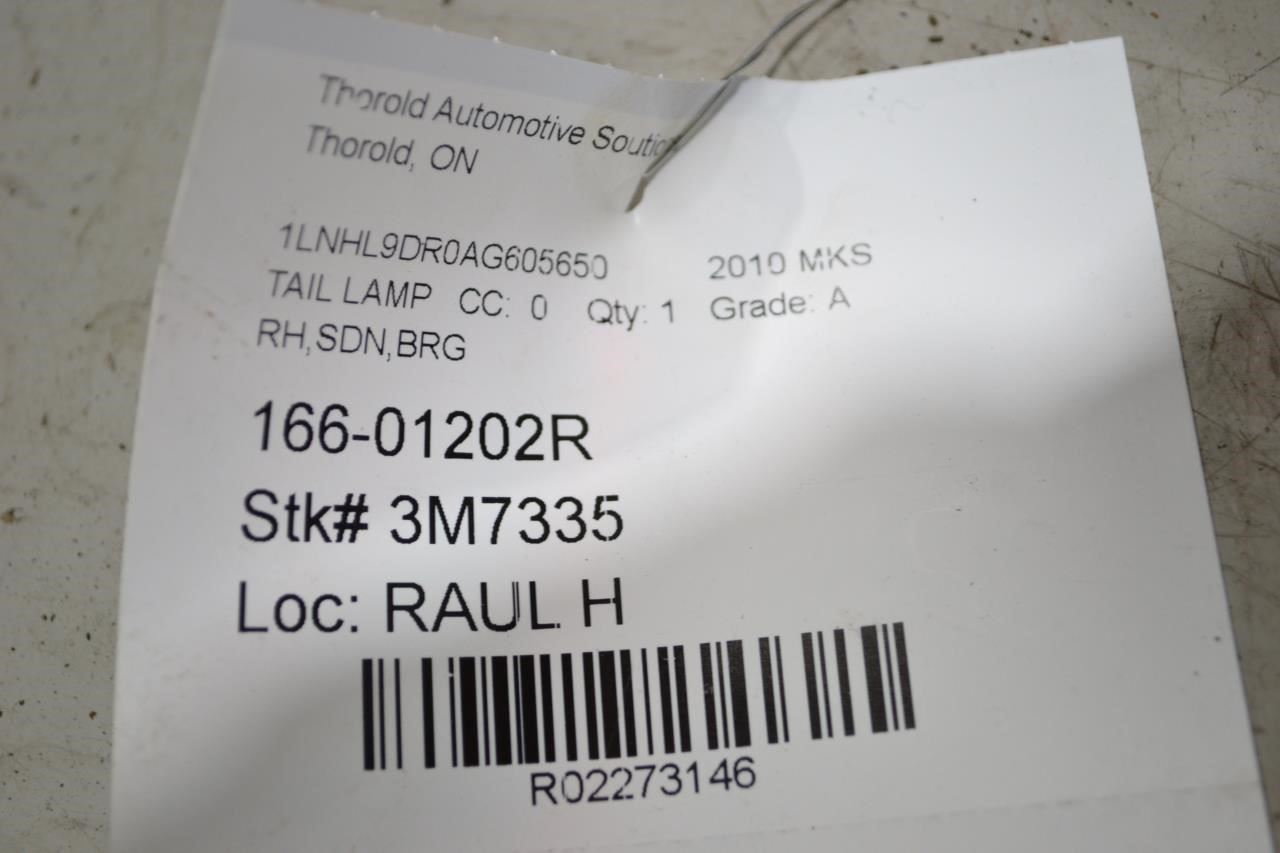 Thorold Automotive
Thorold, ON
1LNHL9DR0AG605650 2010 MKS
TAIL LAMP CC: 0 Qty: 1 Grade: A
RH,SDN,BRG
166-01202R
Stk# 3M7335
Loc: RAUL H
R02273146